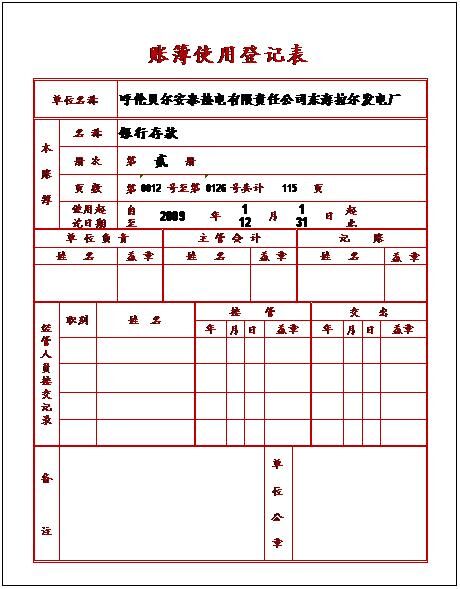 账簿使用登记表
单位名称 呼伦贝尔安泰热电有限责任公司东海拉尔发电厂
本账簿 名称 银行存款
册次 第 贰 册
页数 第 0012 号至第 0126 号共计 115 页
使用起讫日期 自 2009 年 1 月 1 日 起
至 12 31 止
单位负责 主管会计 记账
姓名 盖章 姓名 盖章 姓名 盖章
经管人员接交记录 职别 姓名 接管 交出
年 月 日 盖章 年 月 日 盖章
备注 单位公章